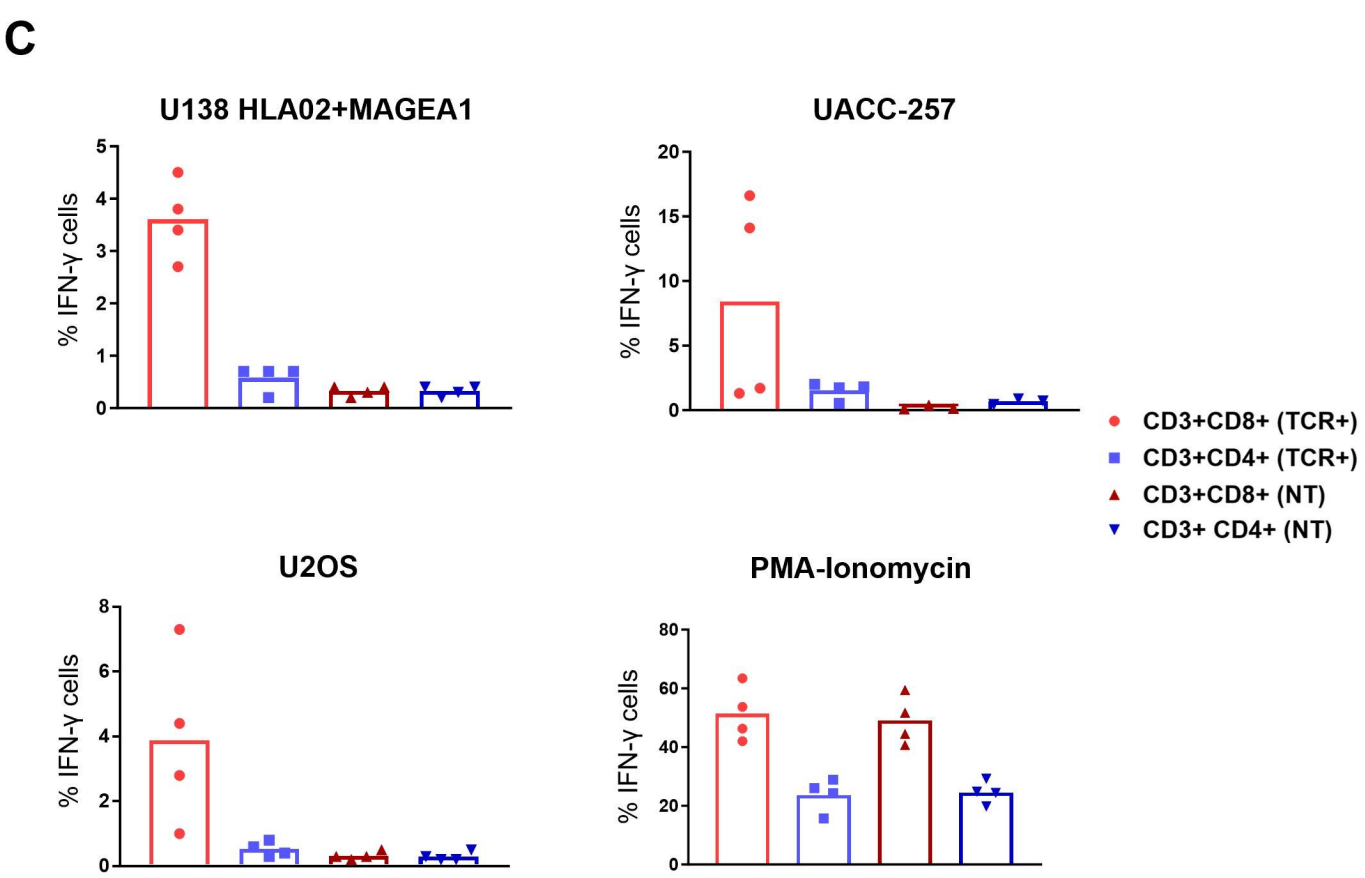 C
U138 HLA02+MAGEA1
% IFN-γ cells
5
4
3
2
1
0
UACC-257
% IFN-γ cells
20
15
10
5
0
CD3+CD8+ (TCR+)
CD3+CD4+ (TCR+)
CD3+CD8+ (NT)
CD3+ CD4+ (NT)
U2OS
% IFN-γ cells
8
6
4
2
0
PMA-Ionomycin
% IFN-γ cells
80
60
40
20
0